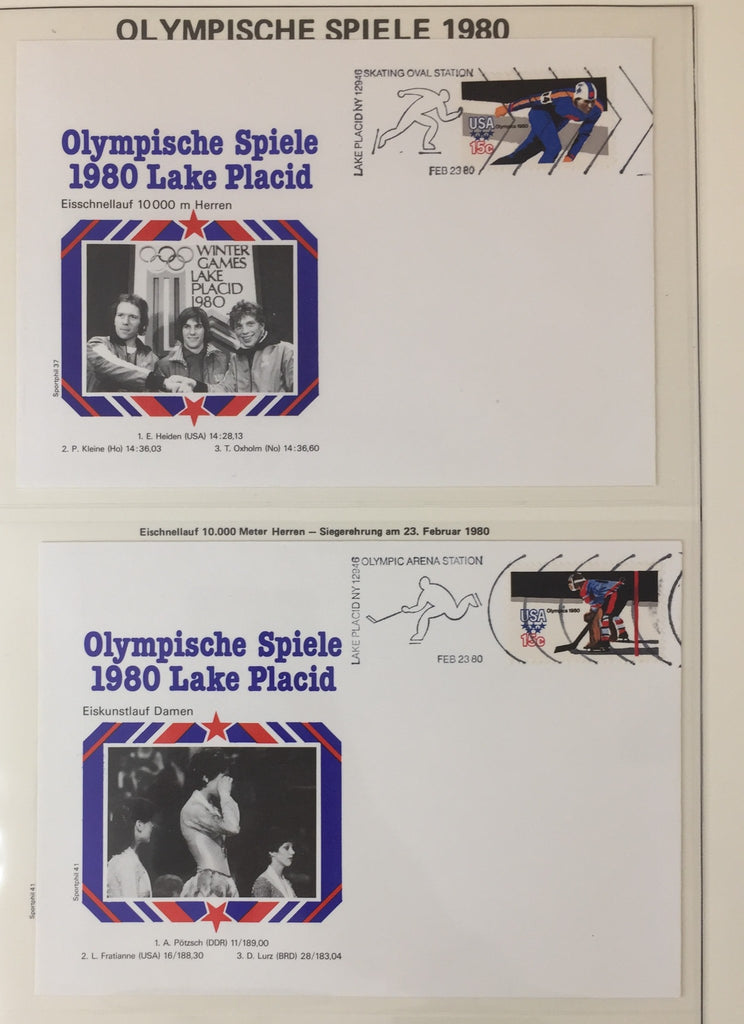 OLYMPISCHE SPIELE 1980
SKATING OVAL STATION
LAKE PLACID NY 12946
FEB 23 80
USA
Olympics 1980
15c
Olympische Spiele
1980 Lake Placid
Eisschnellauf 10 000 m Herren
WINTER
GAMES
LAKE
PLACID
1980
Sportphil 37
1. E. Heiden (USA) 14:28,13
2. P. Kleine (Ho) 14:36,03 3. T. Oxholm (No) 14:36,60
Eischnellauf 10.000 Meter Herren – Siegerehrung am 23. Februar 1980
OLYMPIC ARENA STATION
LAKE PLACID NY 12946
FEB 23 80
USA
Olympics 1980
15c
Olympische Spiele
1980 Lake Placid
Eiskunstlauf Damen
Sportphil 41
Sportphil 41
1. A. Pötzsch (DDR) 11/189,00
2. L. Fratianne (USA) 16/188,30 3. D. Lurz (BRD) 28/183,04